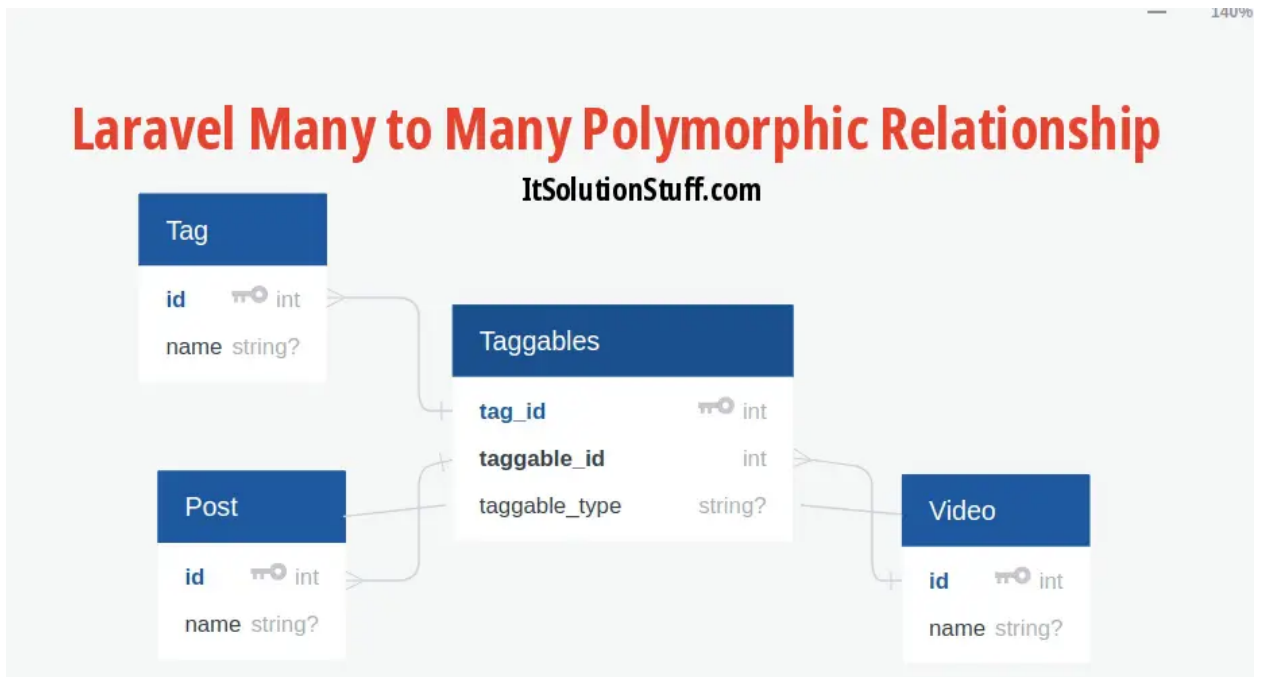 140%
Laravel Many to Many Polymorphic Relationship
ItSolutionStuff.com
Tag
id int
name string?
Taggables
tag_id int
taggable_id int
taggable_type string?
Post
id int
name string?
Video
id int
name string?